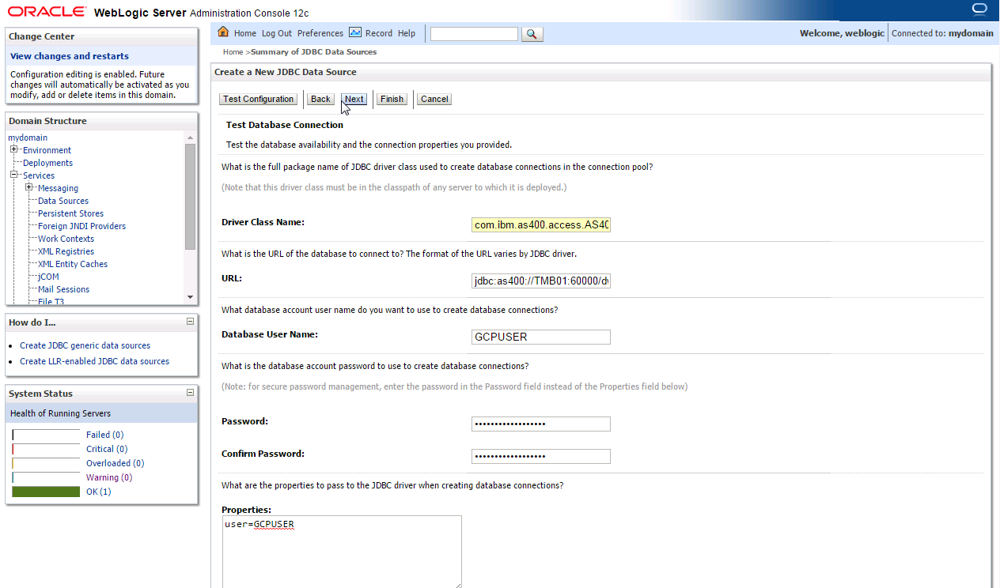 ORACLE® WebLogic Server Administration Console 12c
Change Center
View changes and restarts
Configuration editing is enabled. Future
changes will automatically be activated as you
modify, add or delete items in this domain.
Domain Structure
mydomain
Environment
Deployments
Services
Messaging
Data Sources
Persistent Stores
Foreign JNDI Providers
Work Contexts
XML Registries
XML Entity Caches
jCOM
Mail Sessions
File T3
How do I...
Create JDBC generic data sources
Create LLR-enabled JDBC data sources
System Status
Health of Running Servers
Failed (0)
Critical (0)
Overloaded (0)
Warning (0)
OK (1)
Home Log Out Preferences Record Help
Welcome, weblogic Connected to: mydomain
Home >Summary of JDBC Data Sources
Create a New JDBC Data Source
Test Configuration Back Next Finish Cancel
Test Database Connection
Test the database availability and the connection properties you provided.
What is the full package name of JDBC driver class used to create database connections in the connection pool?
(Note that this driver class must be in the classpath of any server to which it is deployed.)
Driver Class Name: com.ibm.as400.access.AS40
What is the URL of the database to connect to? The format of the URL varies by JDBC driver.
URL: jdbc:as400://TMB01:60000/d
What database account user name do you want to use to create database connections?
Database User Name: GCPUSER
What is the database account password to use to create database connections?
(Note: for secure password management, enter the password in the Password field instead of the Properties field below)
Password: ••••••••••••••••••
Confirm Password: ••••••••••••••••••
What are the properties to pass to the JDBC driver when creating database connections?
Properties:
user=GCPUSER